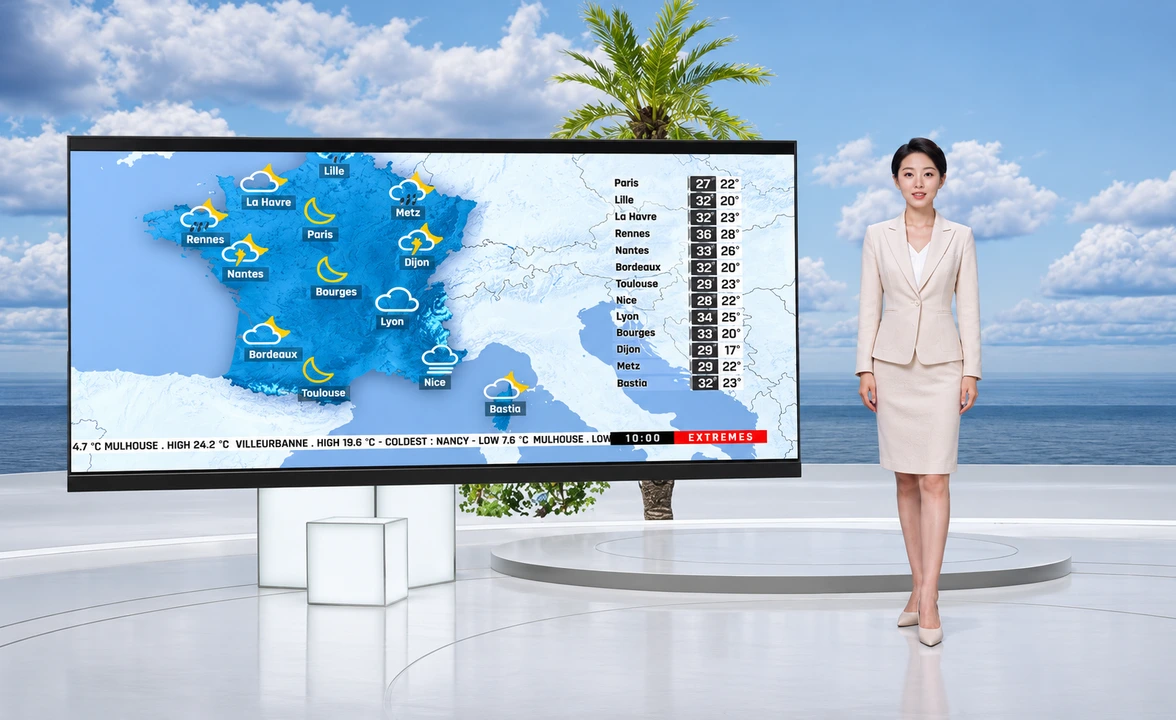 Lille
La Havre
Metz
Rennes
Paris
Nantes
Dijon
Bourges
Lyon
Bordeaux
Toulouse
Nice
Bastia
Paris 27° 22°
Lille 32° 20°
La Havre 32° 23°
Rennes 36° 28°
Nantes 33° 26°
Bordeaux 32° 20°
Toulouse 29° 23°
Nice 28° 22°
Lyon 34° 25°
Bourges 33° 20°
Dijon 29° 17°
Metz 29° 22°
Bastia 32° 23°
4.7 °C MULHOUSE . HIGH 24.2 °C VILLEURBANNE . HIGH 19.6 °C - COLDEST : NANCY - LOW 7.6 °C MULHOUSE . LOW 10:00 EXTREMES